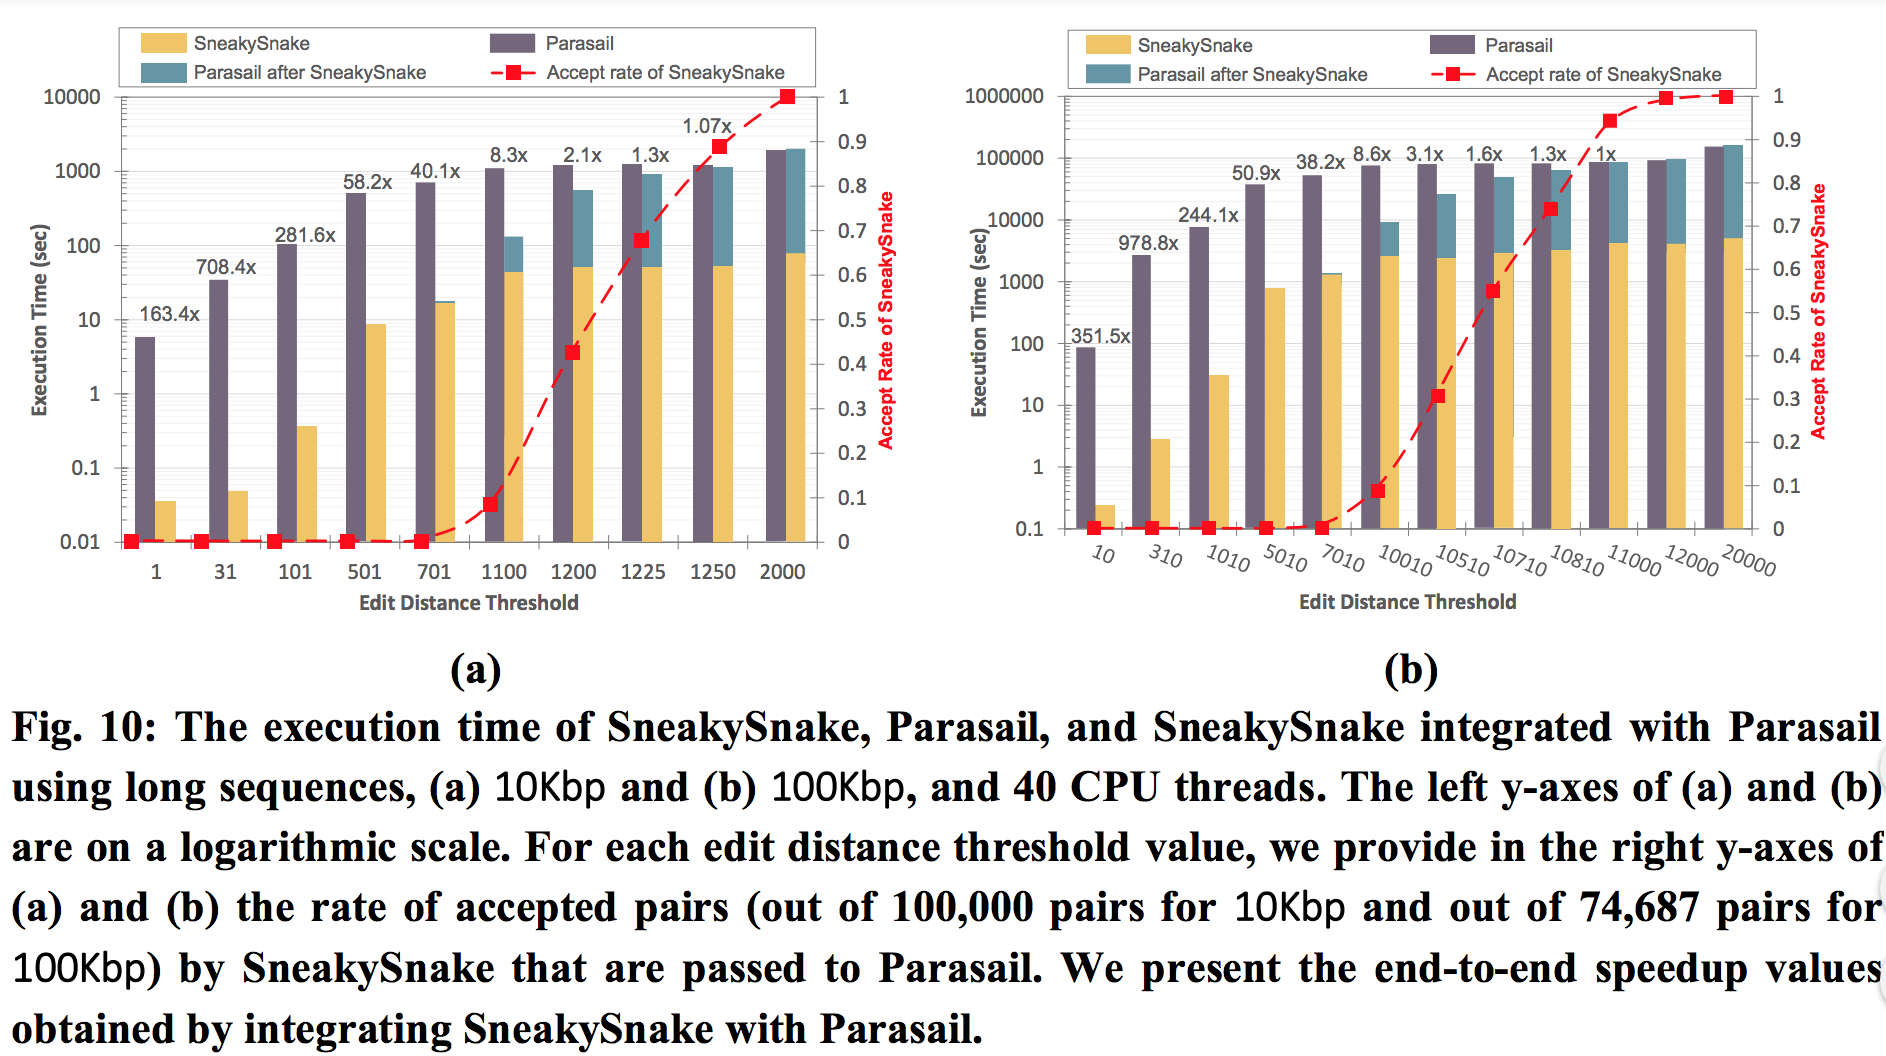 SneakySnake
Parasail
Parasail after SneakySnake
Accept rate of SneakySnake
10000
1000
100
10
1
0.1
0.01
Execution Time (sec)
163.4x
708.4x
281.6x
58.2x
40.1x
8.3x
2.1x
1.3x
1.07x
1
0.9
0.8
0.7
0.6
0.5
0.4
0.3
0.2
0.1
0
Accept Rate of SneakySnake
1 31 101 501 701 1100 1200 1225 1250 2000
Edit Distance Threshold
(a)
SneakySnake
Parasail
Parasail after SneakySnake
Accept rate of SneakySnake
1000000
100000
10000
1000
100
10
1
0.1
Execution Time (sec)
351.5x
978.8x
244.1x
50.9x
38.2x
8.6x
3.1x
1.6x
1.3x
1x
1
0.9
0.8
0.7
0.6
0.5
0.4
0.3
0.2
0.1
0
Accept Rate of SneakySnake
10 310 1010 5010 7010 10010 10510 10710 10810 11000 12000 20000
Edit Distance Threshold
(b)
Fig. 10: The execution time of SneakySnake, Parasail, and SneakySnake integrated with Parasail
using long sequences, (a) 10Kbp and (b) 100Kbp, and 40 CPU threads. The left y-axes of (a) and (b)
are on a logarithmic scale. For each edit distance threshold value, we provide in the right y-axes of
(a) and (b) the rate of accepted pairs (out of 100,000 pairs for 10Kbp and out of 74,687 pairs for
100Kbp) by SneakySnake that are passed to Parasail. We present the end-to-end speedup values
obtained by integrating SneakySnake with Parasail.